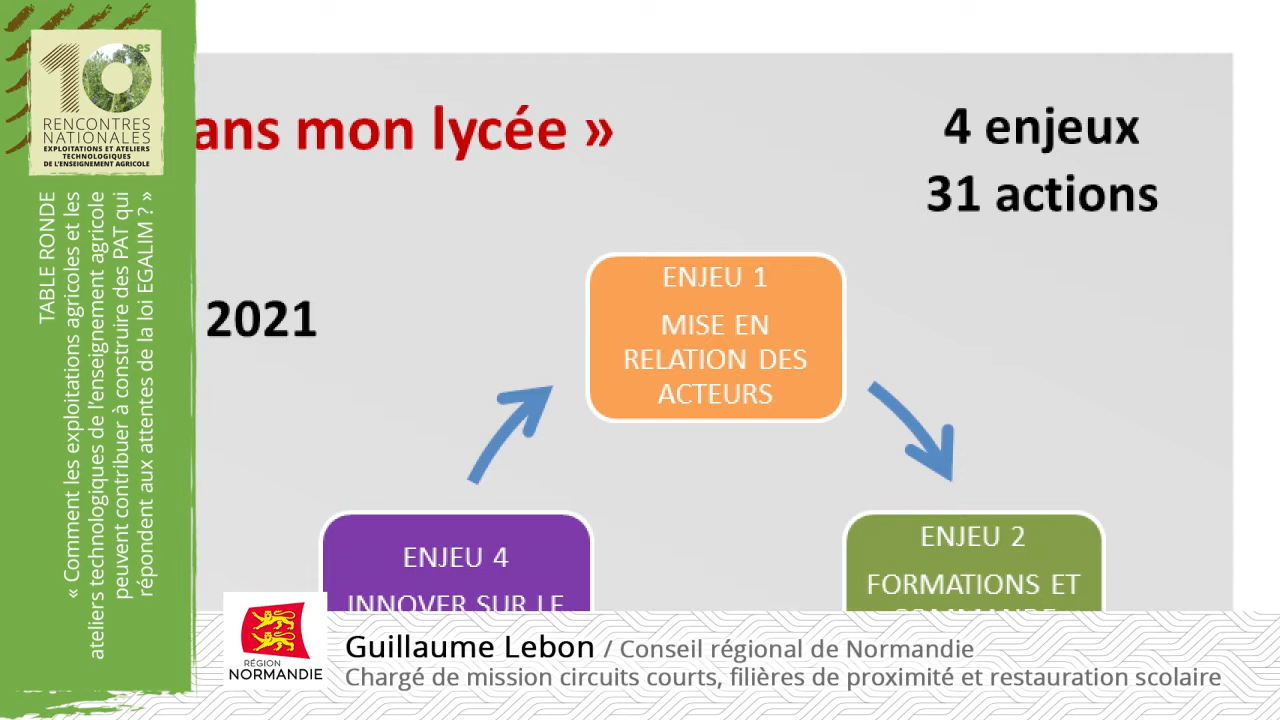 10es
RENCONTRES
NATIONALES
EXPLOITATIONS ET ATELIERS
TECHNOLOGIQUES
DE L'ENSEIGNEMENT AGRICOLE
TABLE RONDE
« Comment les exploitations agricoles et les
ateliers technologiques de l'enseignement agricole
peuvent contribuer à construire des PAT qui
répondent aux attentes de la loi EGALIM ? »
ans mon lycée »
4 enjeux
31 actions
2021
ENJEU 1
MISE EN
RELATION DES
ACTEURS
ENJEU 4
INNOVER SUR LE
ENJEU 2
FORMATIONS ET
RÉGION
NORMANDIE
Guillaume Lebon / Conseil régional de Normandie
Chargé de mission circuits courts, filières de proximité et restauration scolaire